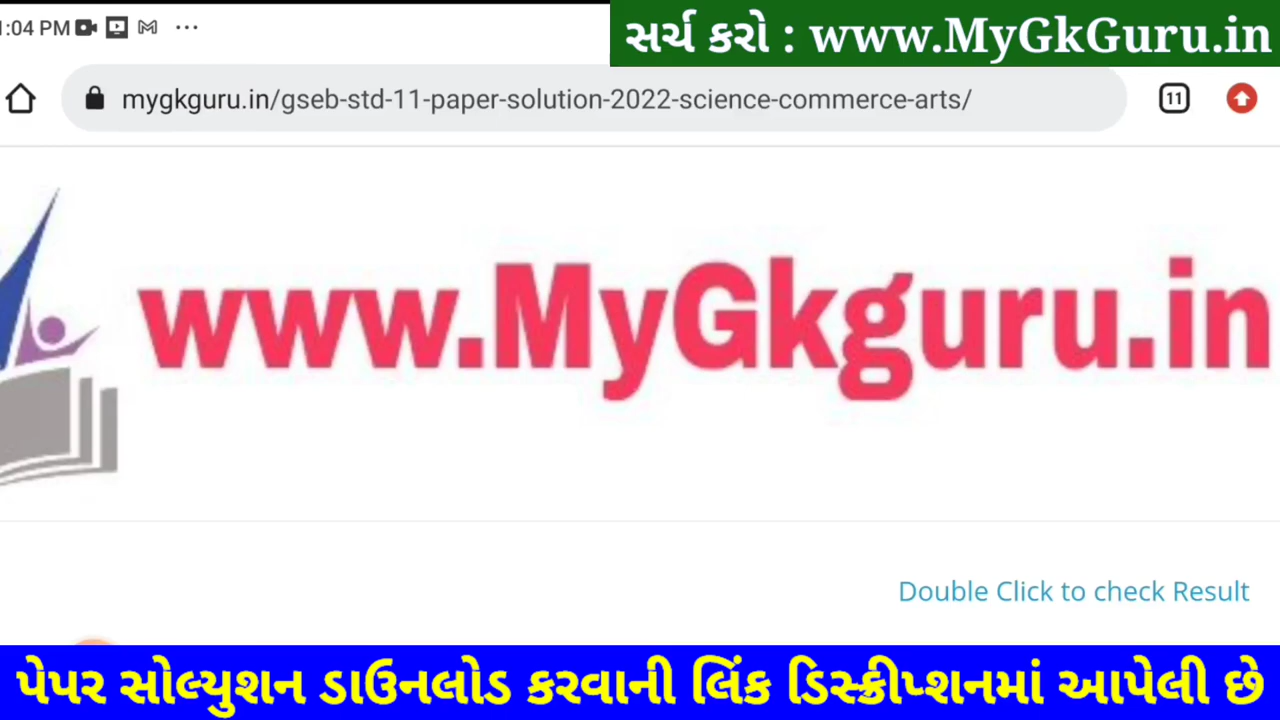 :04 PM
સર્ચ કરો : www.MyGkGuru.in
mygkguru.in/gseb-std-11-paper-solution-2022-science-commerce-arts/
11
www.MyGkguru.in
Double Click to check Result
પેપર સોલ્યુશન ડાઉનલોડ કરવાની લિંક ડિસ્ક્રીપ્શનમાં આપેલી છે